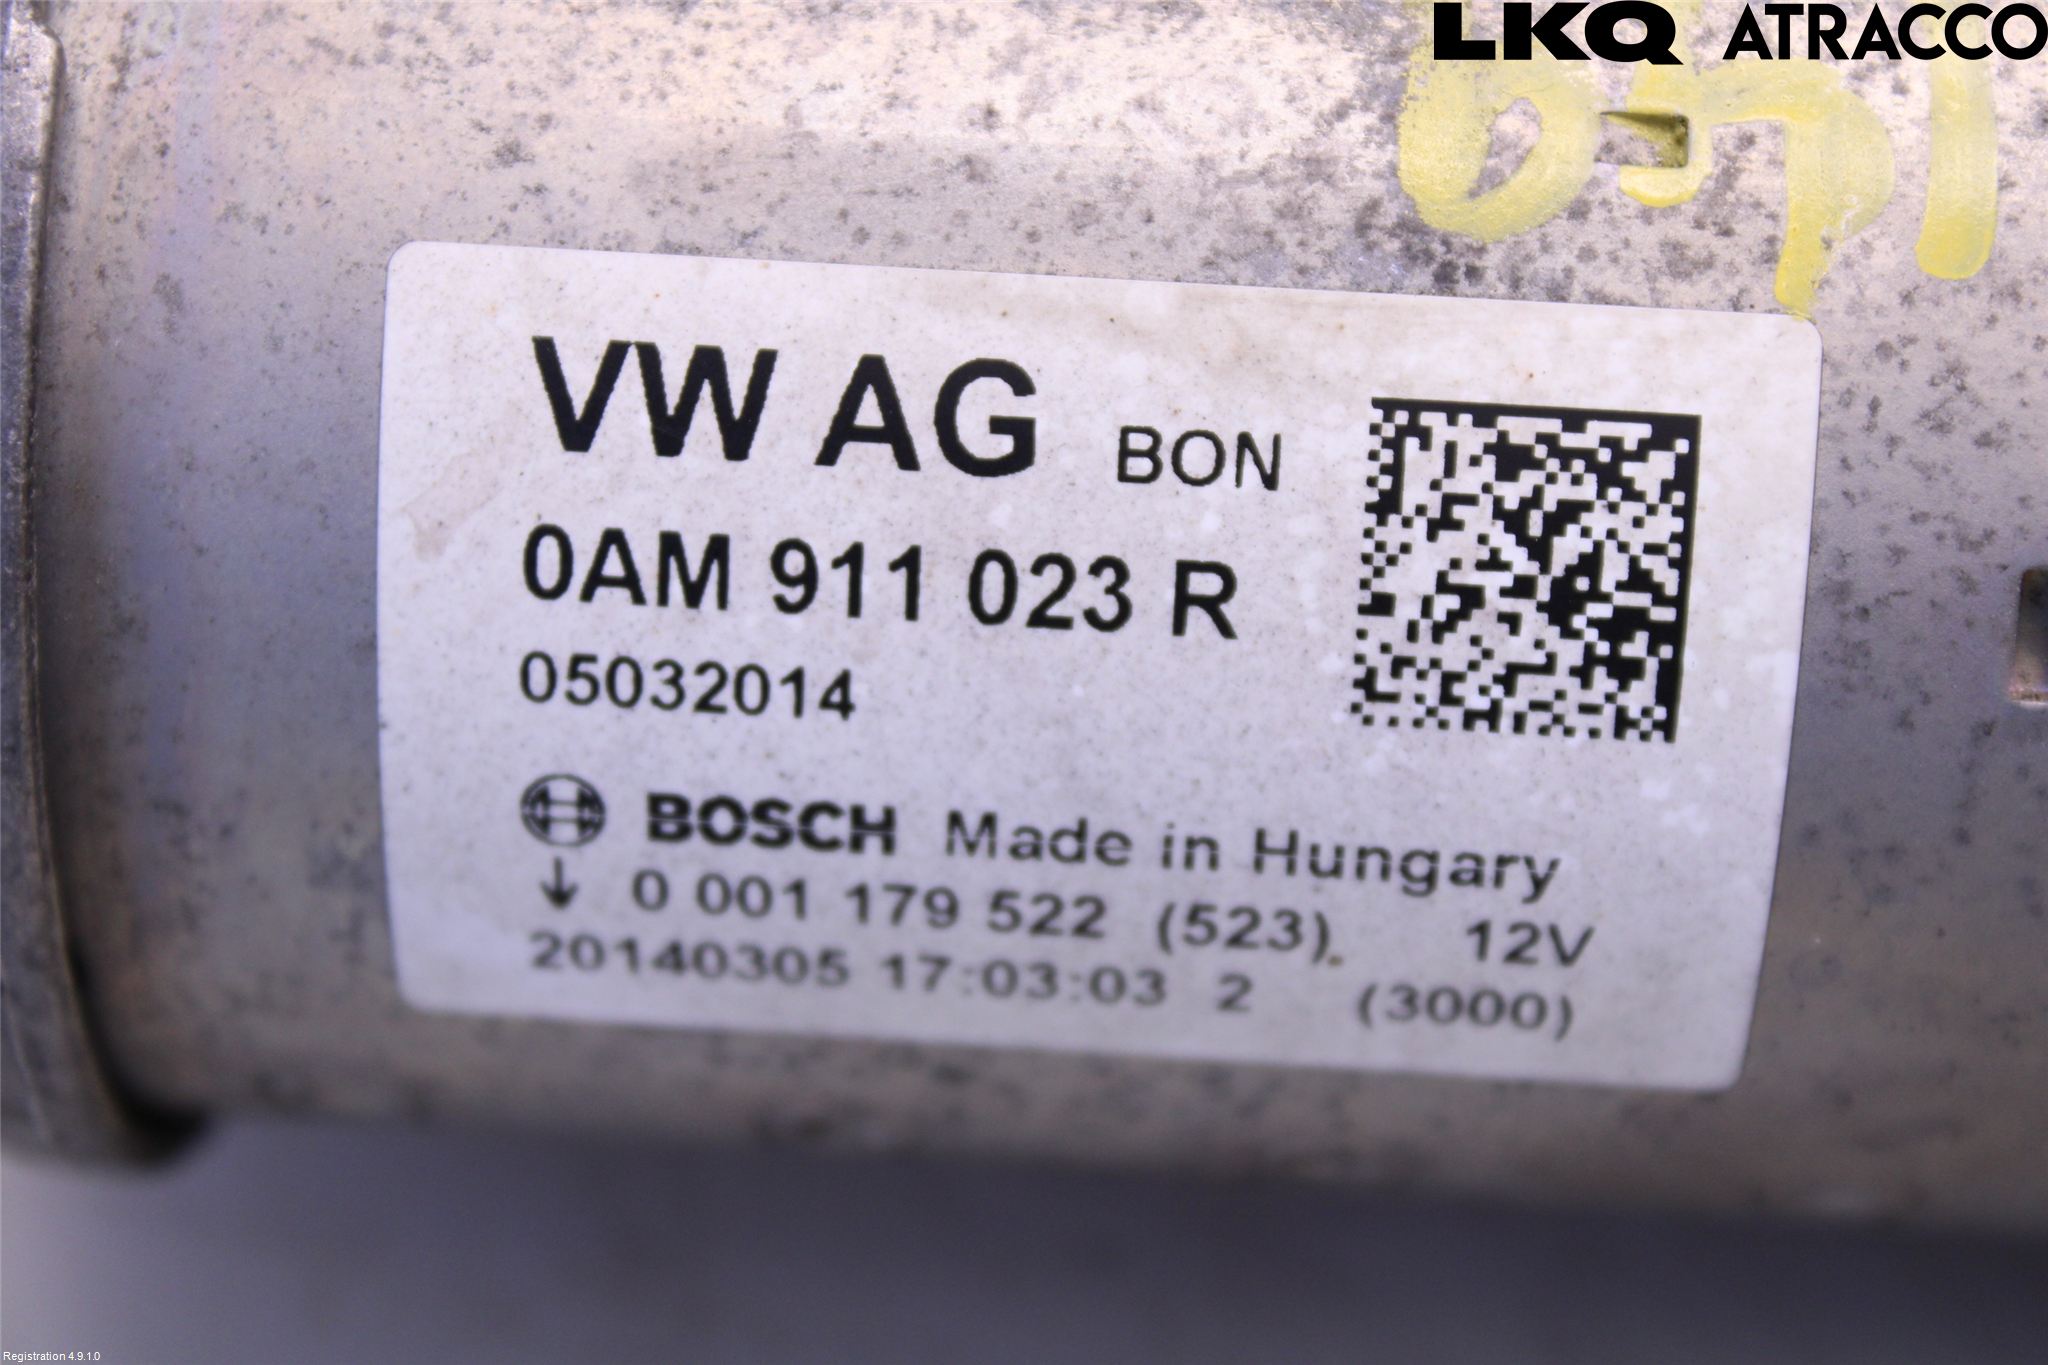 LKQ ATRACCO
VW AG BON
0AM 911 023 R
05032014
BOSCH Made in Hungary
↓ 0 001 179 522 (523) 12V
20140305 17:03:03 2 (3000)
Registration 4.9.1.0